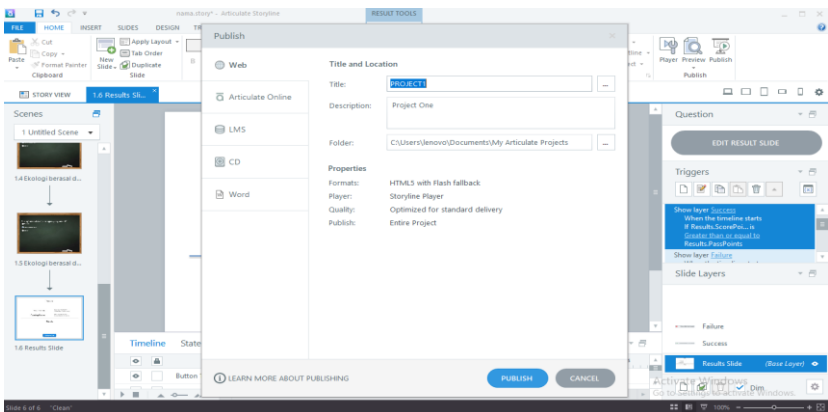 nama.story* - Articulate Storyline
RESULT TOOLS
FILE HOME INSERT SLIDES DESIGN
Cut
Copy
Format Painter
Paste
Clipboard
New
Slide
Apply Layout
Tab Order
Duplicate
Slide
Player Preview Publish
Publish
STORY VIEW
1.6 Results Sli...
Scenes
1 Untitled Scene
1.4 Ekologi berasal d...
1.5 Ekologi berasal d...
1.6 Results Slide
Slide 6 of 6 "Clean"
Timeline State
Button
Publish
Web
Articulate Online
LMS
CD
Word
Title and Location
Title: PROJECT1 ...
Description: Project One
Folder: C:\Users\lenovo\Documents\My Articulate Projects ...
Properties
Formats: HTML5 with Flash fallback
Player: Storyline Player
Quality: Optimized for standard delivery
Publish: Entire Project
LEARN MORE ABOUT PUBLISHING
PUBLISH CANCEL
Question
EDIT RESULT SLIDE
Triggers
Show layer Success
When the timeline starts
If Results.ScorePoi... is
Greater than or equal to
Results.PassPoints
Show layer Failure
Slide Layers
Failure
Success
Results Slide (Base Layer)
Dim
Activate Windows
Go to Settings to activate Windows.
100%